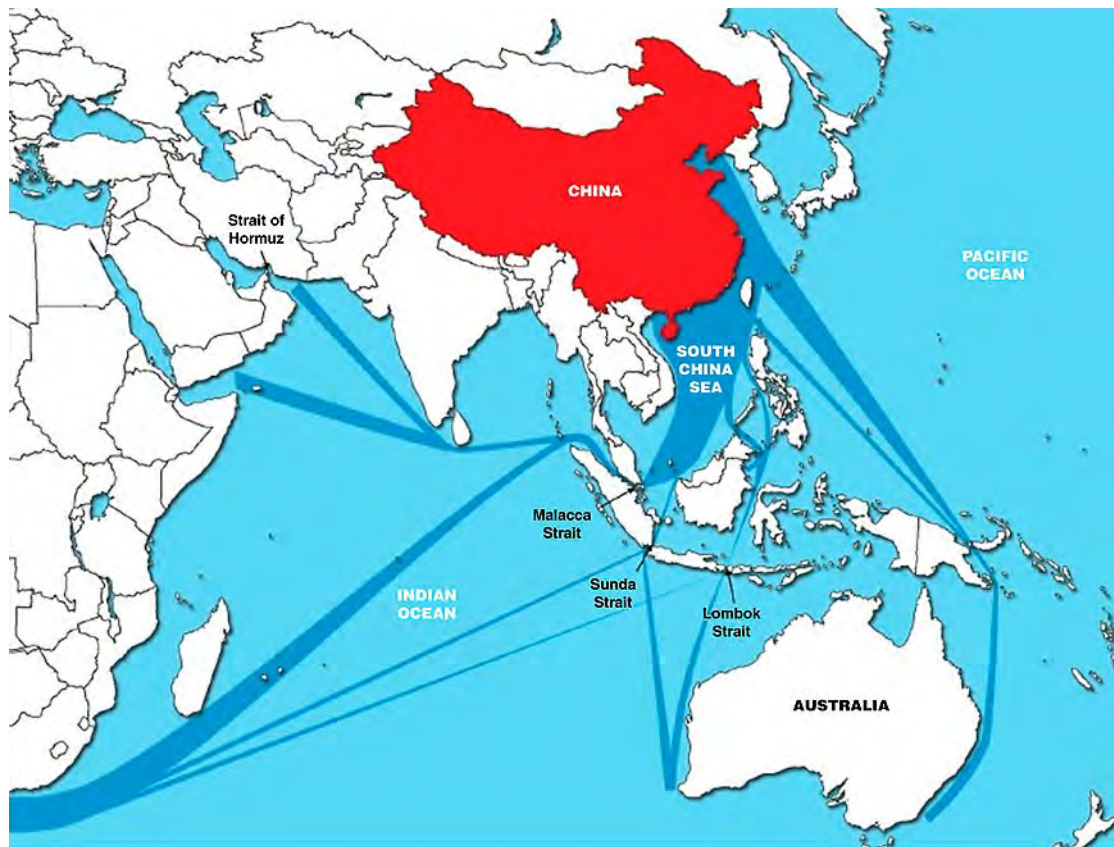 CHINA
Strait of
Hormuz
PACIFIC
OCEAN
SOUTH
CHINA
SEA
Malacca
Strait
INDIAN
OCEAN
Sunda
Strait
Lombok
Strait
AUSTRALIA